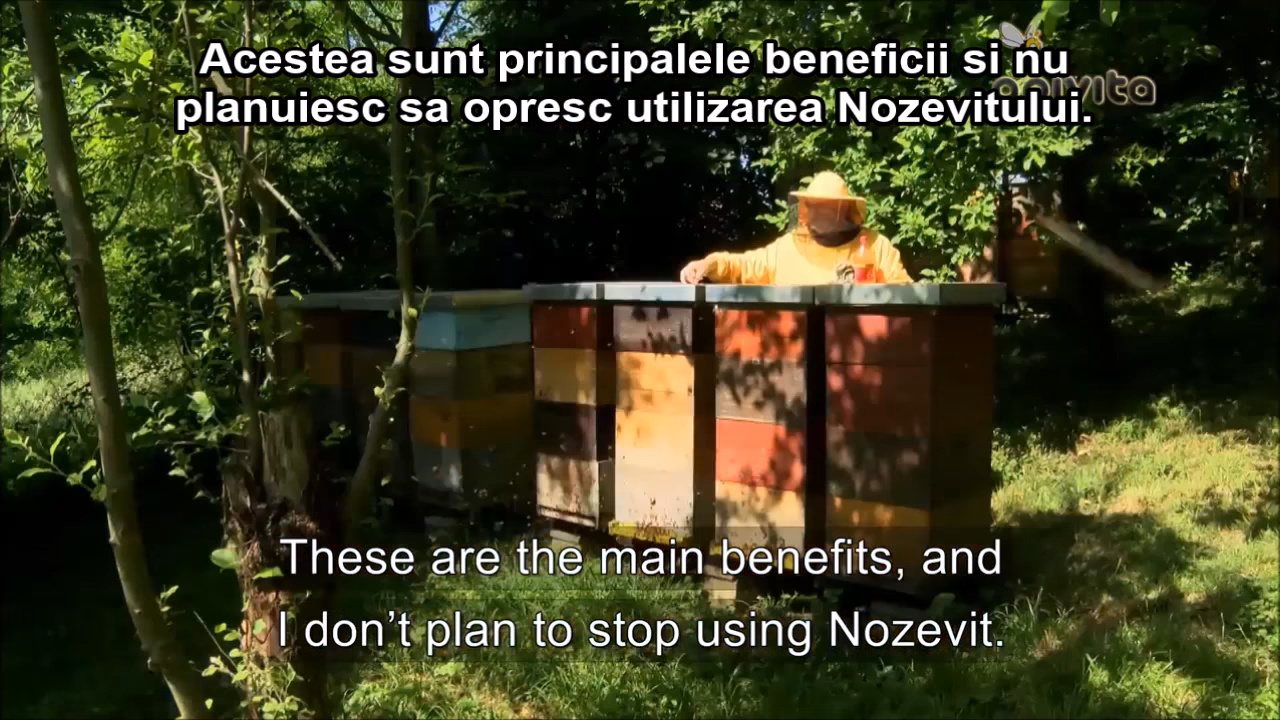 Acestea sunt principalele beneficii si nu
planuiesc sa opresc utilizarea Nozevitului.
These are the main benefits, and
I don’t plan to stop using Nozevit.